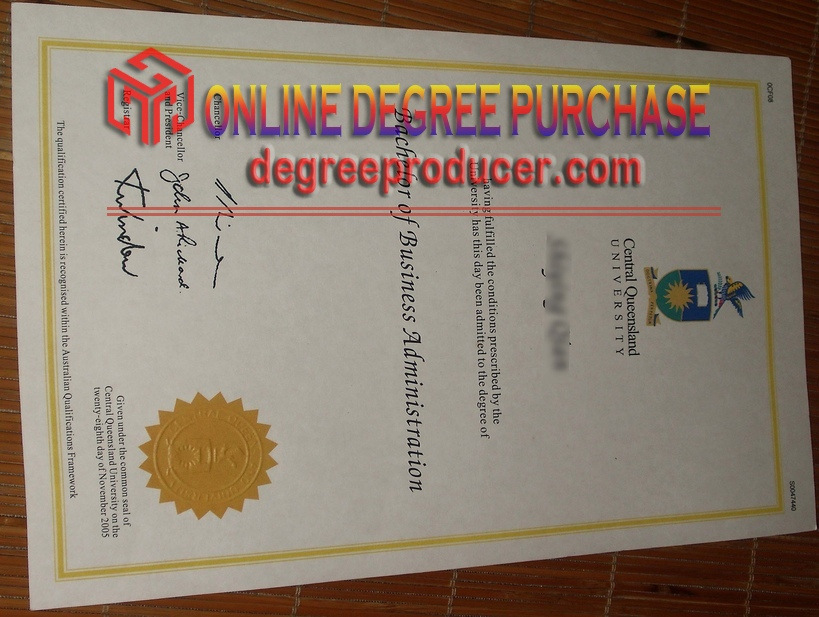 ONLINE DEGREE PURCHASE
degreeproducer.com
OCF08
S0047440
Central Queensland
UNIVERSITY
having fulfilled the conditions prescribed by the
University has this day been admitted to the degree of
Bachelor of Business Administration
Chancellor
Vice-Chancellor
and President
John
Registrar
Given under the common seal of
Central Queensland University on the
twenty-eighth day of November 2005
The qualification certified herein is recognised within the Australian Qualifications Framework